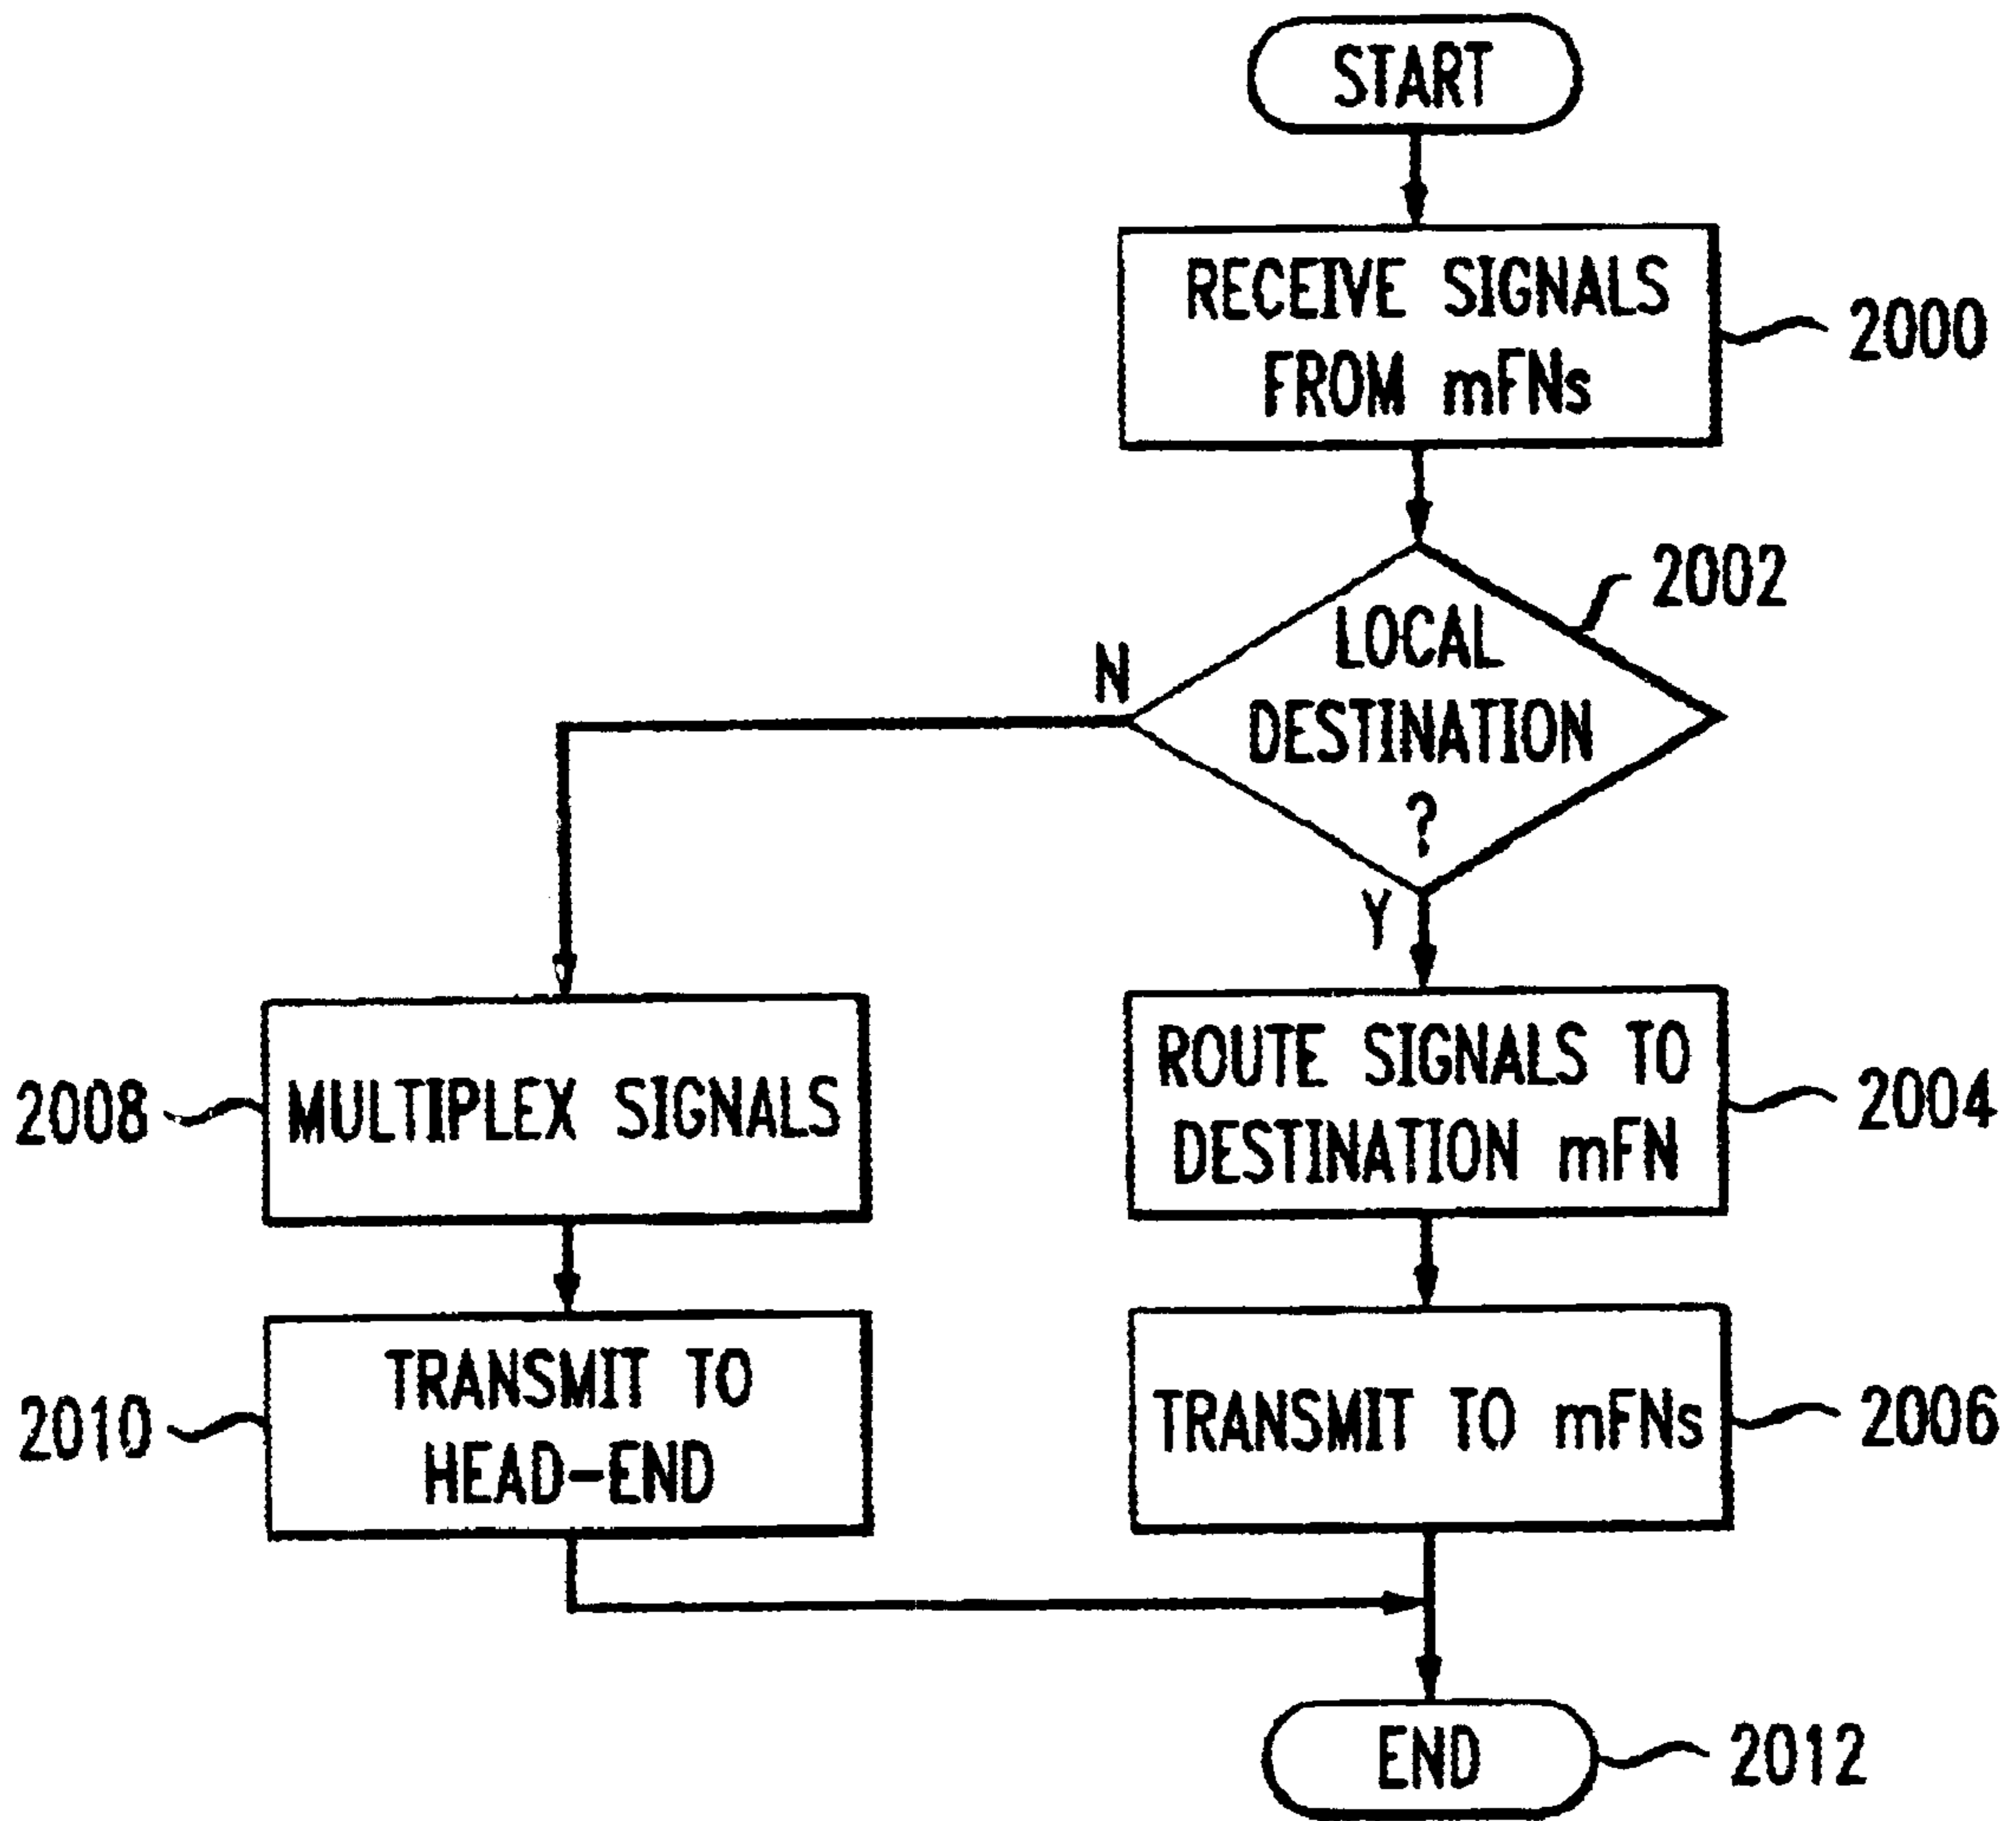 START
RECEIVE SIGNALS
FROM mFNs
2000
2002
LOCAL
DESTINATION
?
N
Y
2008
MULTIPLEX SIGNALS
ROUTE SIGNALS TO
DESTINATION mFN
2004
2010
TRANSMIT TO
HEAD-END
TRANSMIT TO mFNs
2006
END
2012